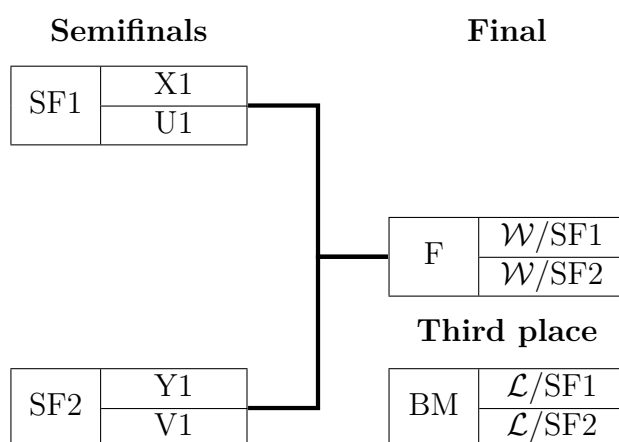 Semifinals
Final
SF1
X1
U1
F
𝒲/SF1
𝒲/SF2
Third place
SF2
Y1
V1
BM
ℒ/SF1
ℒ/SF2